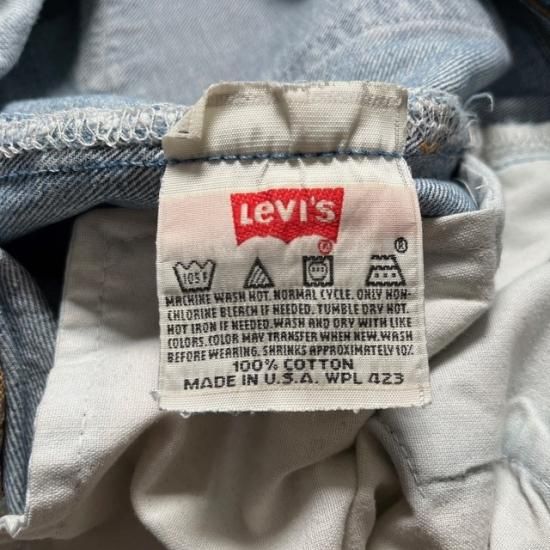 Levi's
®
®
105F
MACHINE WASH HOT. NORMAL CYCLE. ONLY NON-
CHLORINE BLEACH IF NEEDED. TUMBLE DRY HOT.
HOT IRON IF NEEDED. WASH AND DRY WITH LIKE
COLORS. COLOR MAY TRANSFER WHEN NEW. WASH
BEFORE WEARING. SHRINKS APPROXIMATELY 10%
100% COTTON
MADE IN U.S.A. WPL 423